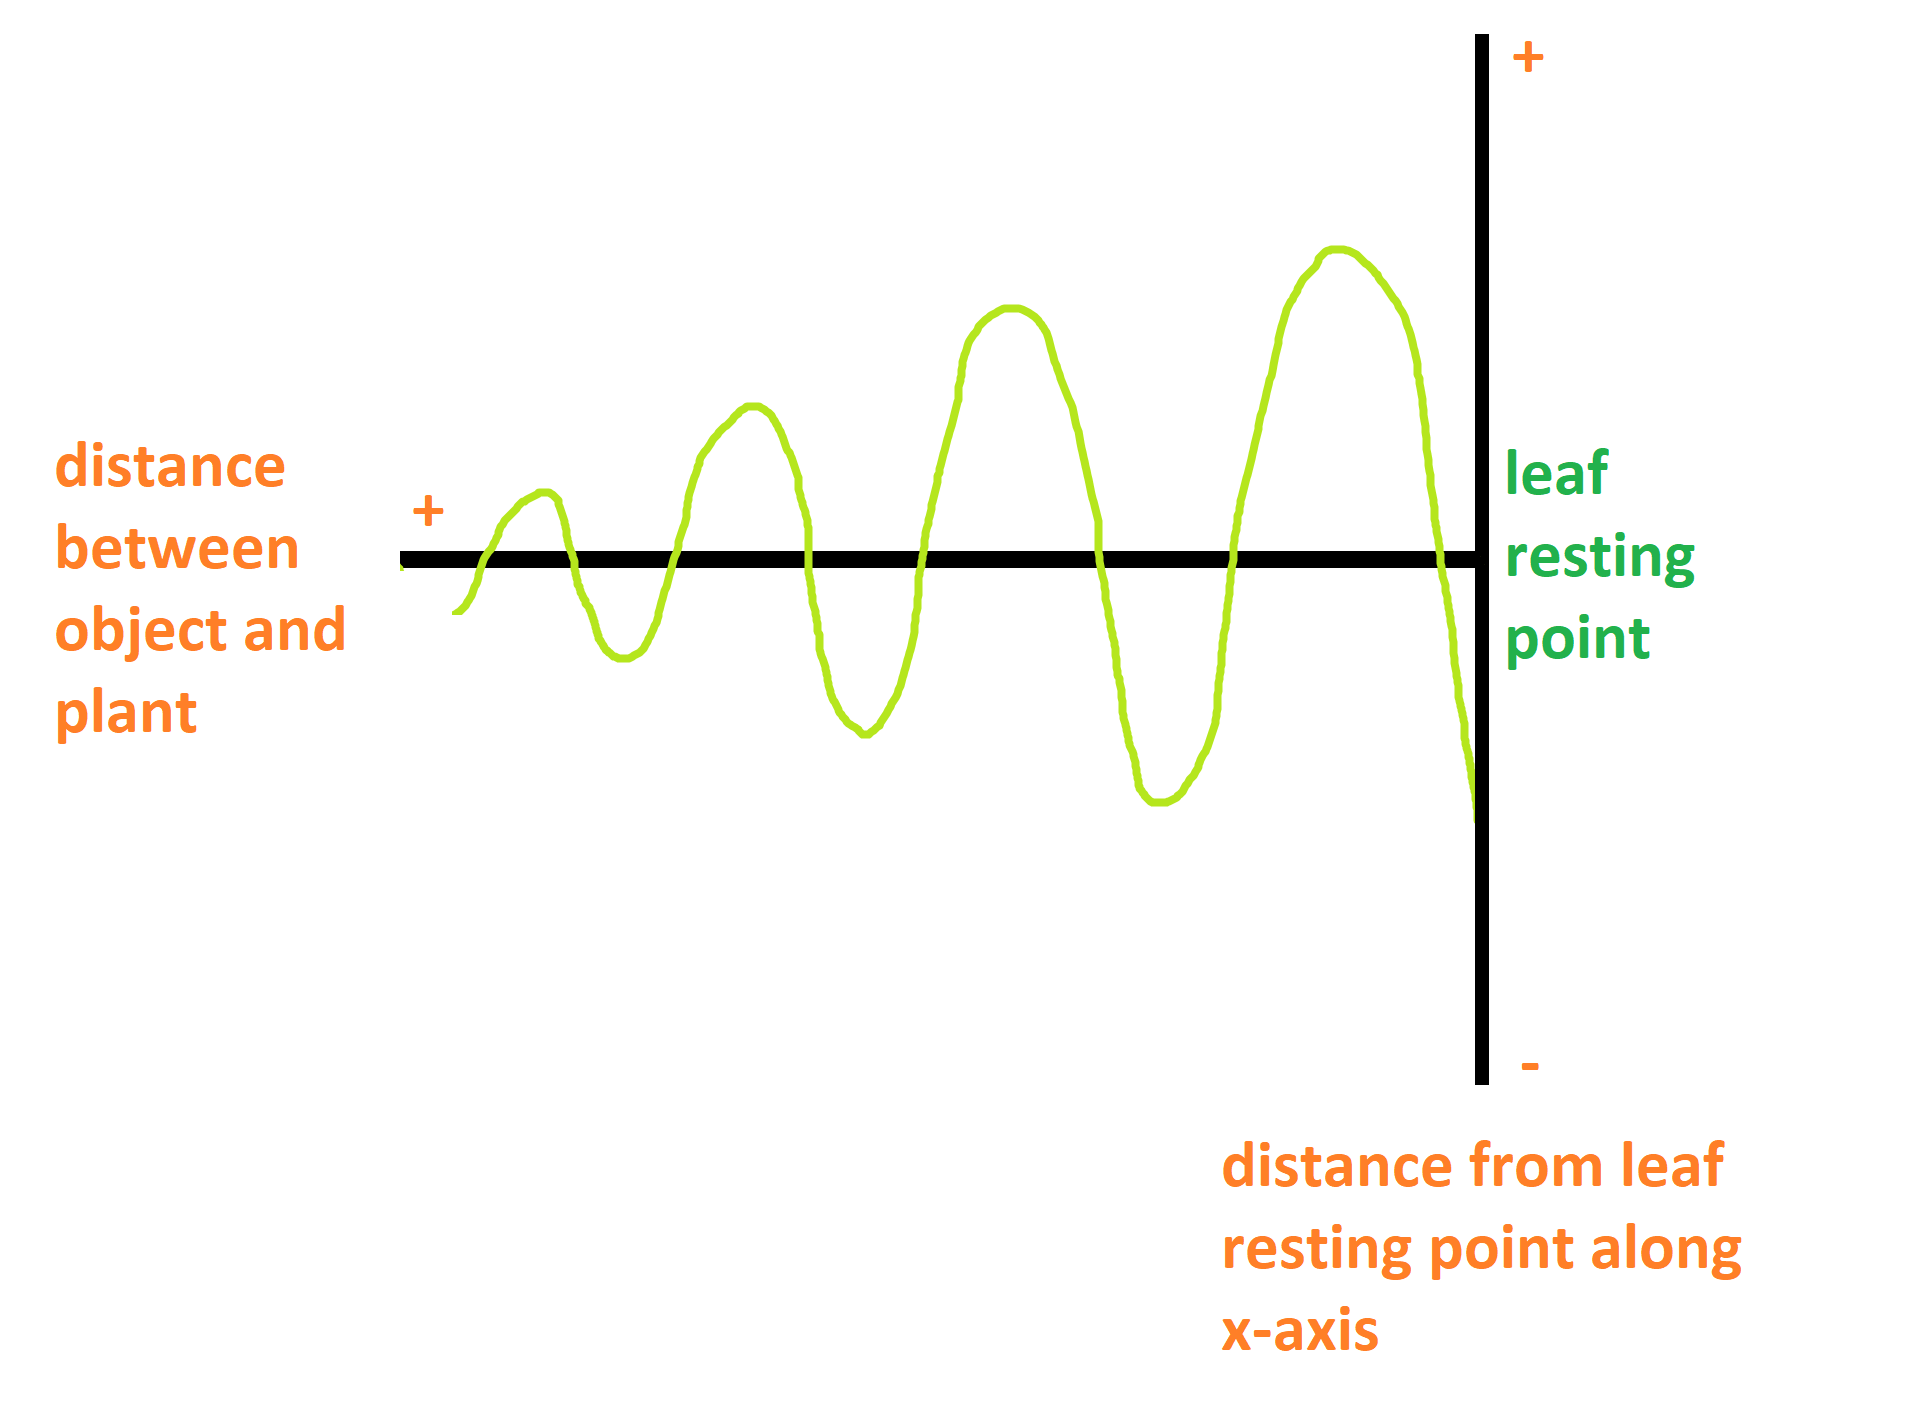 +
distance
between
object and
plant
+
leaf
resting
point
-
distance from leaf
resting point along
x-axis